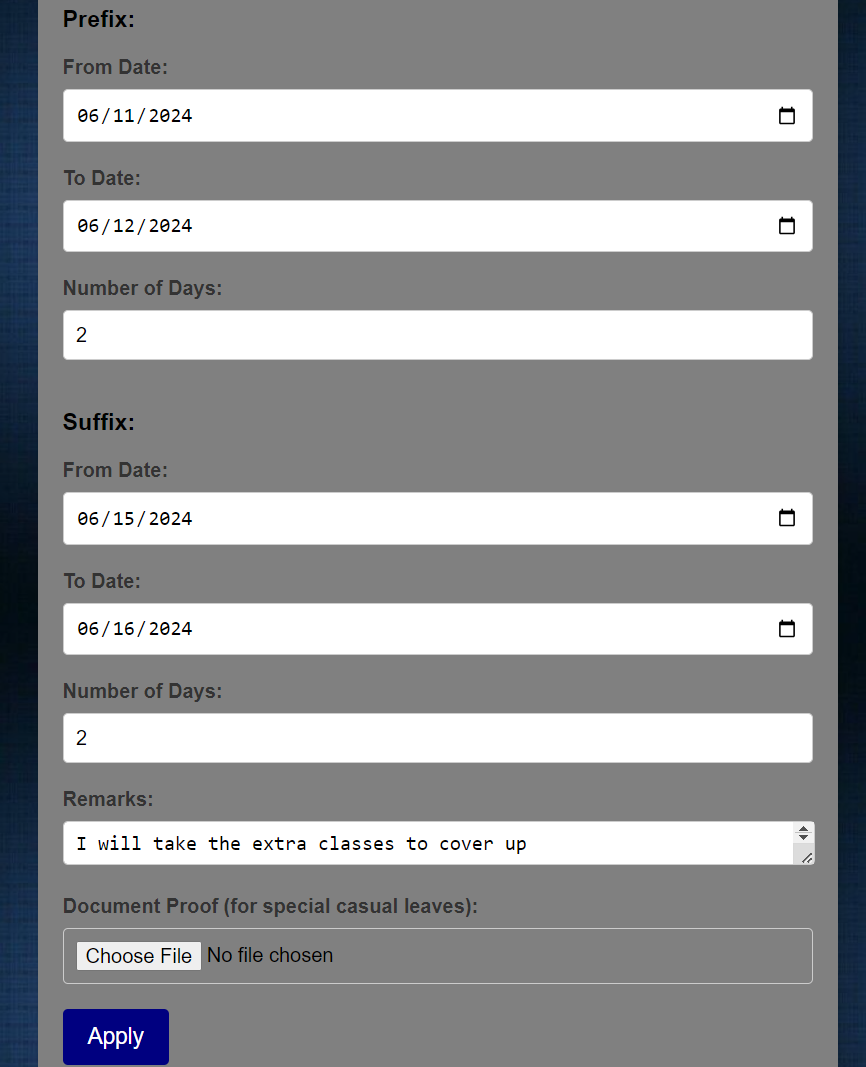 Prefix:
From Date:
06/11/2024
To Date:
06/12/2024
Number of Days:
2
Suffix:
From Date:
06/15/2024
To Date:
06/16/2024
Number of Days:
2
Remarks:
I will take the extra classes to cover up
Document Proof (for special casual leaves):
Choose File No file chosen
Apply